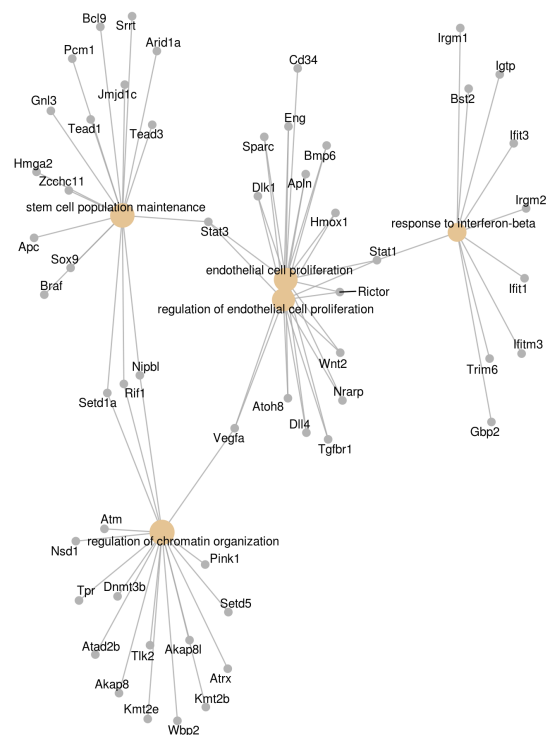 Bcl9
Srrt
Irgm1
Arid1a
Pcm1
Cd34
Igtp
Jmjd1c
Bst2
Gnl3
Eng
Tead1
Tead3
Ifit3
Sparc
Bmp6
Hmga2
Zcchc11
Dlk1
Apln
Irgm2
stem cell population maintenance
Hmox1
response to interferon-beta
Stat3
Apc
Stat1
Sox9
endothelial cell proliferation
Braf
Rictor
Ifit1
regulation of endothelial cell proliferation
Ifitm3
Nipbl
Wnt2
Trim6
Rif1
Setd1a
Nrarp
Atoh8
Dll4
Gbp2
Vegfa
Tgfbr1
Atm
regulation of chromatin organization
Nsd1
Pink1
Dnmt3b
Tpr
Setd5
Atad2b
Tlk2
Akap8l
Atrx
Akap8
Kmt2b
Kmt2e
Wbp2